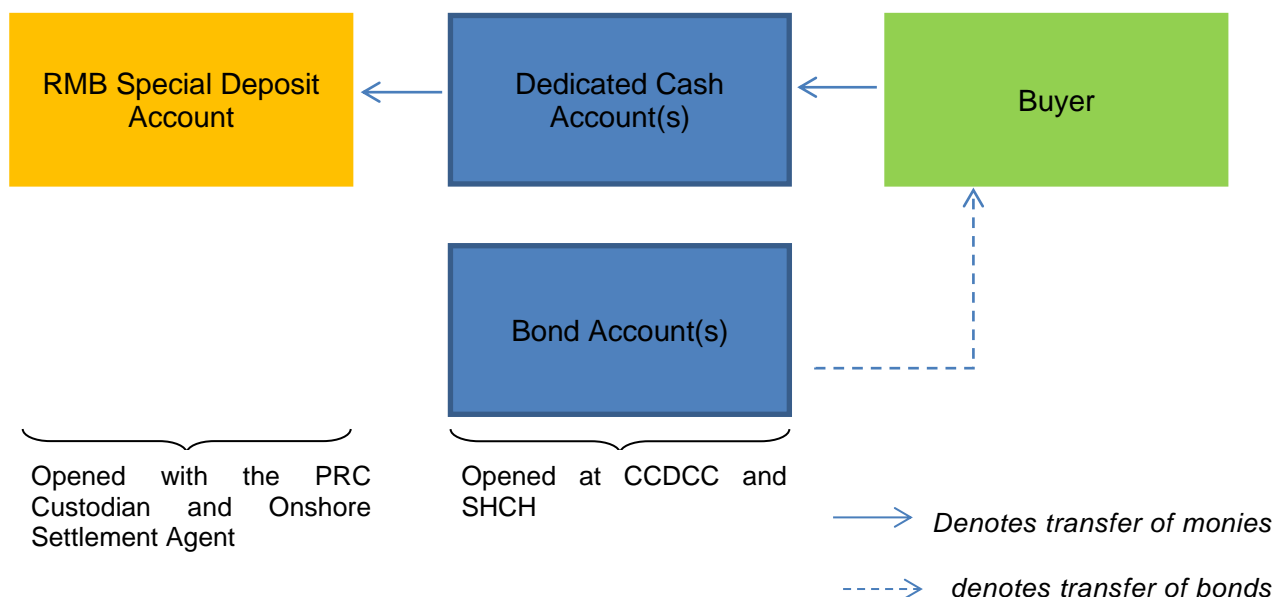 RMB Special Deposit
Account
Dedicated Cash
Account(s)
Buyer
Bond Account(s)
Opened with the PRC
Custodian and Onshore
Settlement Agent
Opened at CCDCC and
SHCH
Denotes transfer of monies
denotes transfer of bonds